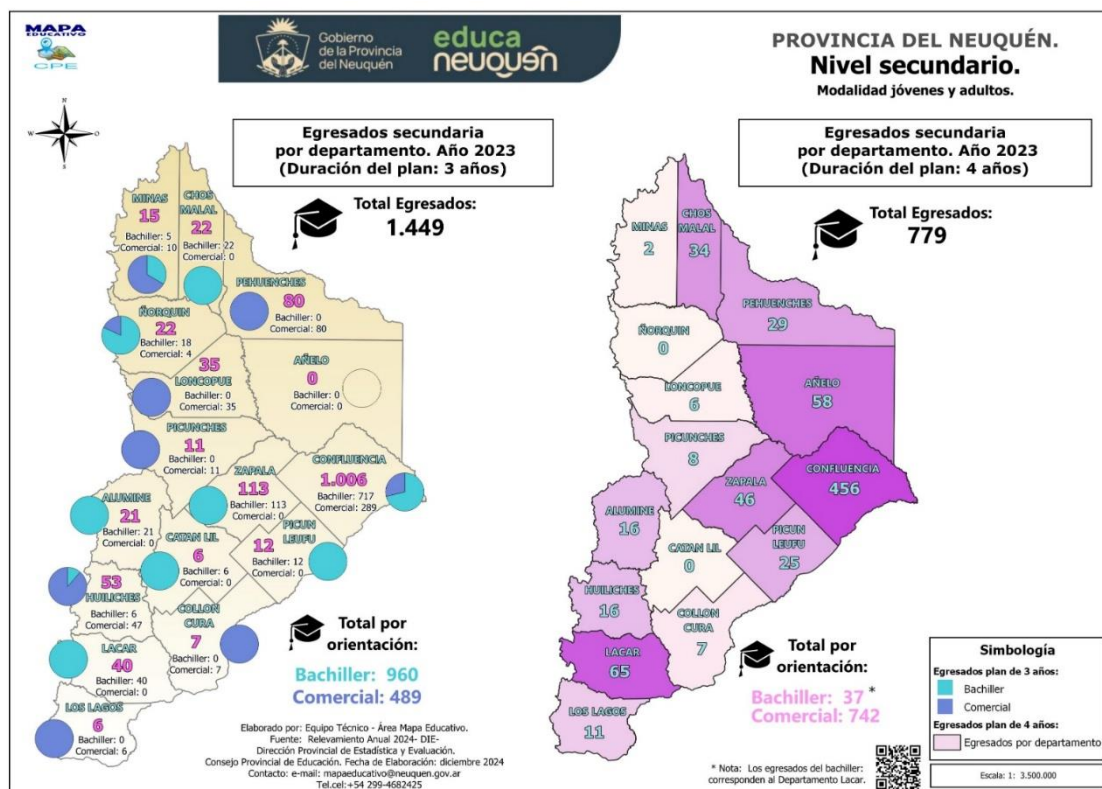 MAPA
EDUCATIVO
CPE
Gobierno
de la Provincia
del Neuquén
educa
neuquén
PROVINCIA DEL NEUQUÉN.
Nivel secundario.
Modalidad jóvenes y adultos.
N
E
O
S
Egresados secundaria
por departamento. Año 2023
(Duración del plan: 3 años)
Total Egresados:
1.449
MINAS
15
Bachiller: 5
Comercial: 10
CHOS
MALAL
22
Bachiller: 22
Comercial: 0
PEHUENCHES
80
Bachiller: 0
Comercial: 80
ÑORQUIN
22
Bachiller: 18
Comercial: 4
35
LONCOPUE
Bachiller: 0
Comercial: 35
AÑELO
0
Bachiller: 0
Comercial: 0
PICUNCHES
11
Bachiller: 0
Comercial: 11
ZAPALA
113
Bachiller: 113
Comercial: 0
CONFLUENCIA
1.006
Bachiller: 717
Comercial: 289
ALUMINE
21
Bachiller: 21
Comercial: 0
CATAN LIL
6
Bachiller: 6
Comercial: 0
PICUN
LEUFU
12
Bachiller: 12
Comercial: 0
53
HUILICHES
Bachiller: 6
Comercial: 47
COLLON
CURA
7
Bachiller: 0
Comercial: 7
LACAR
40
Bachiller: 40
Comercial: 0
LOS LAGOS
6
Bachiller: 0
Comercial: 6
Total por
orientación:
Bachiller: 960
Comercial: 489
Elaborado por: Equipo Técnico - Área Mapa Educativo.
Fuente: Relevamiento Anual 2024- DIE-
Dirección Provincial de Estadística y Evaluación.
Consejo Provincial de Educación. Fecha de Elaboración: diciembre 2024
Contacto: e-mail: mapaeducativo@neuquen.gov.ar
Tel.cel:+54 299-4682425
Egresados secundaria
por departamento. Año 2023
(Duración del plan: 4 años)
Total Egresados:
779
MINAS
2
CHOS
MALAL
34
PEHUENCHES
29
ÑORQUIN
0
LONCOPUE
6
AÑELO
58
PICUNCHES
8
ZAPALA
46
CONFLUENCIA
456
ALUMINE
16
CATAN LIL
0
PICUN
LEUFU
25
HUILICHES
16
COLLON
CURA
7
LACAR
65
LOS LAGOS
11
Total por
orientación:
Bachiller: 37 *
Comercial: 742
* Nota: Los egresados del bachiller:
corresponden al Departamento Lacar.
Simbología
Egresados plan de 3 años:
Bachiller
Comercial
Egresados plan de 4 años:
Egresados por departamento
Escala: 1: 3.500.000